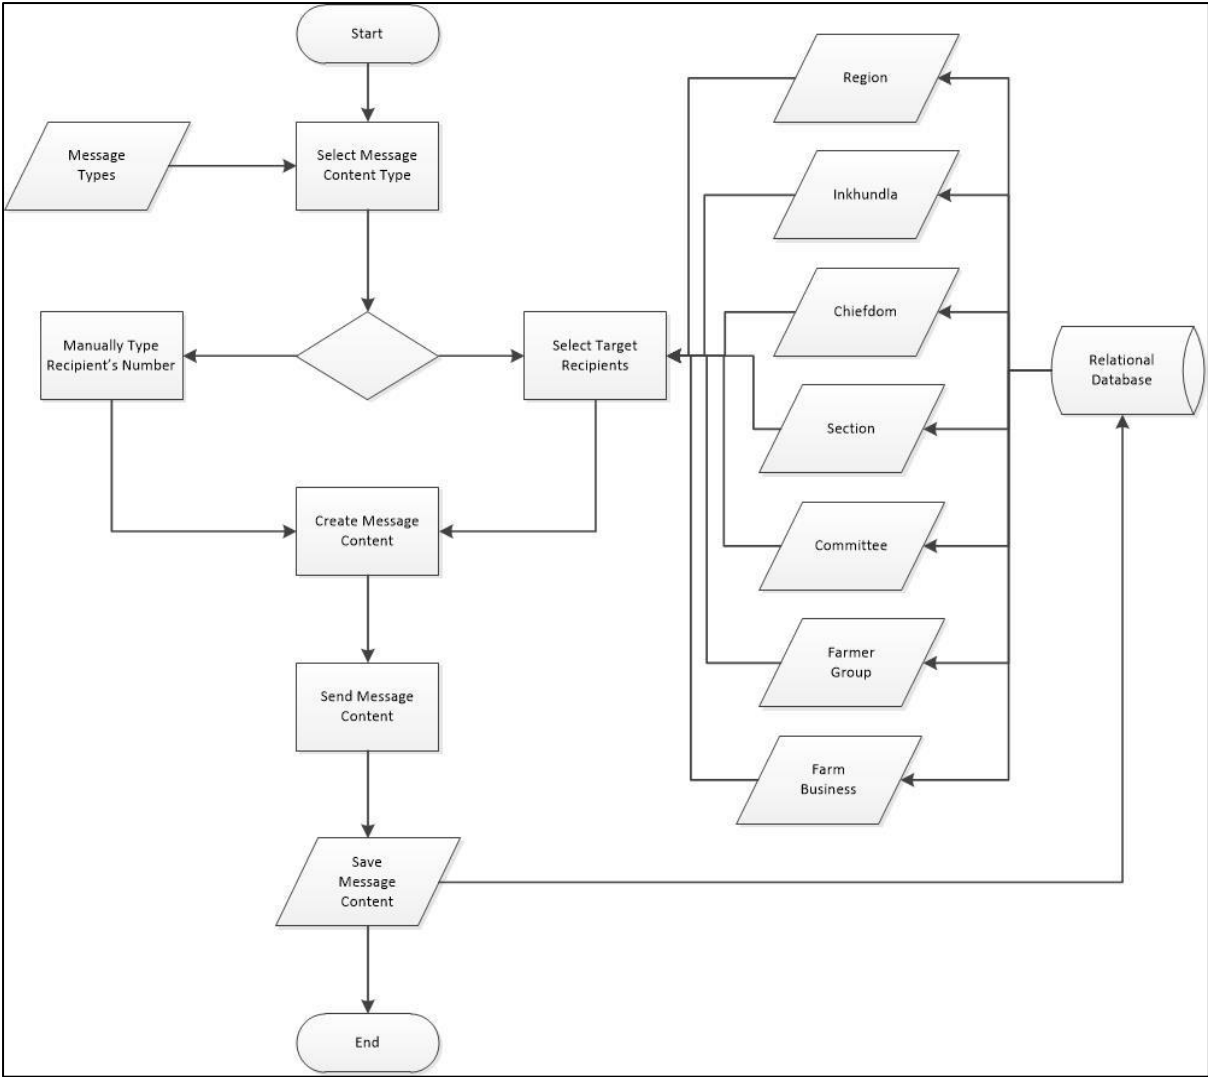 Start
Region
Message
Types
Select Message
Content Type
Inkhundla
Chiefdom
Manually Type
Recipient's Number
Select Target
Recipients
Relational
Database
Section
Create Message
Content
Committee
Farmer
Group
Send Message
Content
Farm
Business
Save
Message
Content
End